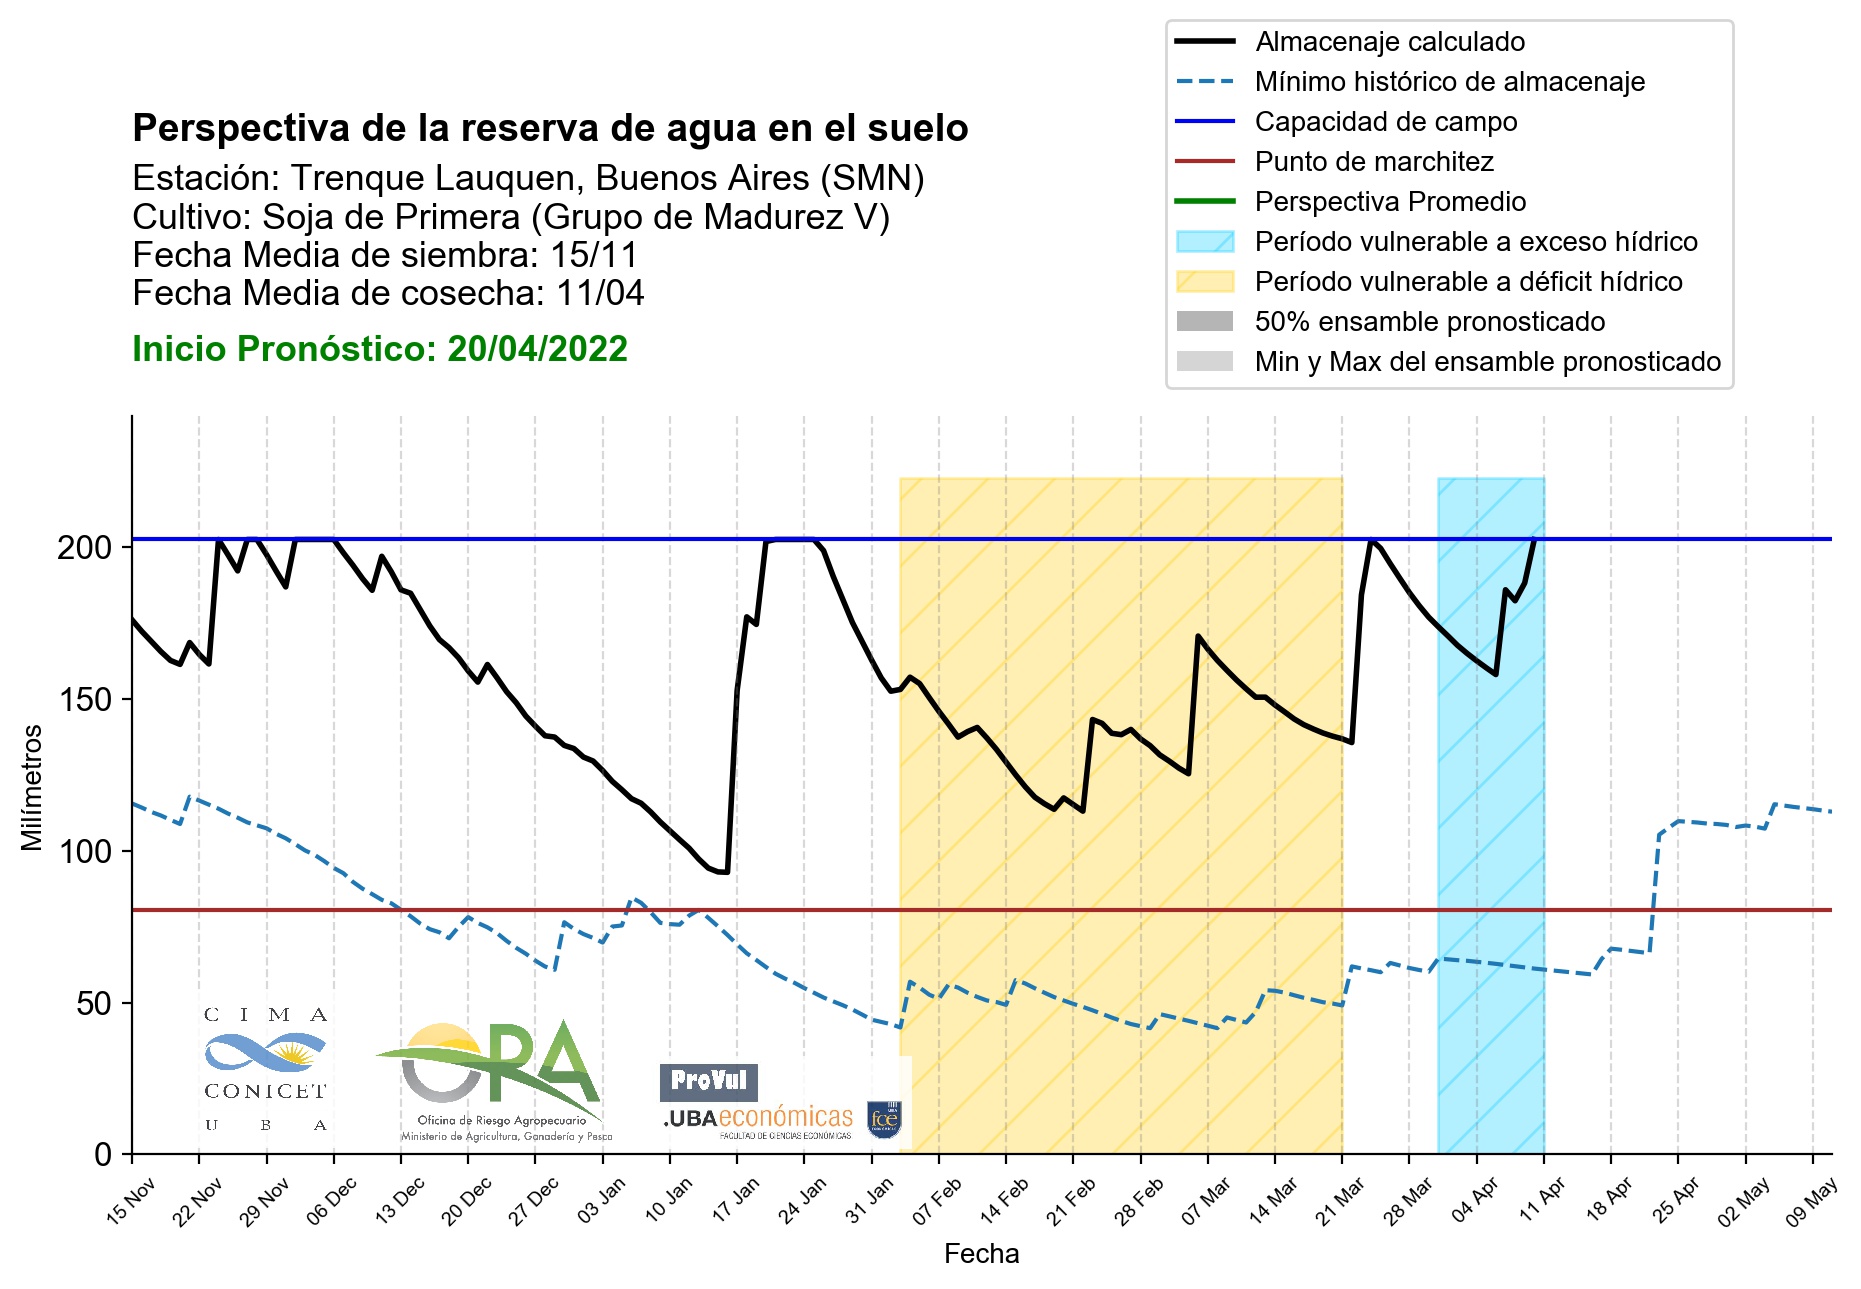 Almacenaje calculado
Mínimo histórico de almacenaje
Capacidad de campo
Punto de marchitez
Perspectiva Promedio
Período vulnerable a exceso hídrico
Período vulnerable a déficit hídrico
50% ensamble pronosticado
Min y Max del ensamble pronosticado
Perspectiva de la reserva de agua en el suelo
Estación: Trenque Lauquen, Buenos Aires (SMN)
Cultivo: Soja de Primera (Grupo de Madurez V)
Fecha Media de siembra: 15/11
Fecha Media de cosecha: 11/04
Inicio Pronóstico: 20/04/2022
Milímetros
200
150
100
50
0
CIMA
CONICET
UBA
ORA
Oficina de Riesgo Agropecuario
Ministerio de Agricultura, Ganadería y Pesca
ProVul
.UBAeconómicas
FACULTAD DE CIENCIAS ECONÓMICAS
UBA
fce
ECONÓMICAS
15 Nov
22 Nov
29 Nov
06 Dec
13 Dec
20 Dec
27 Dec
03 Jan
10 Jan
17 Jan
24 Jan
31 Jan
07 Feb
14 Feb
21 Feb
28 Feb
07 Mar
14 Mar
21 Mar
28 Mar
04 Apr
11 Apr
18 Apr
25 Apr
02 May
09 May
Fecha